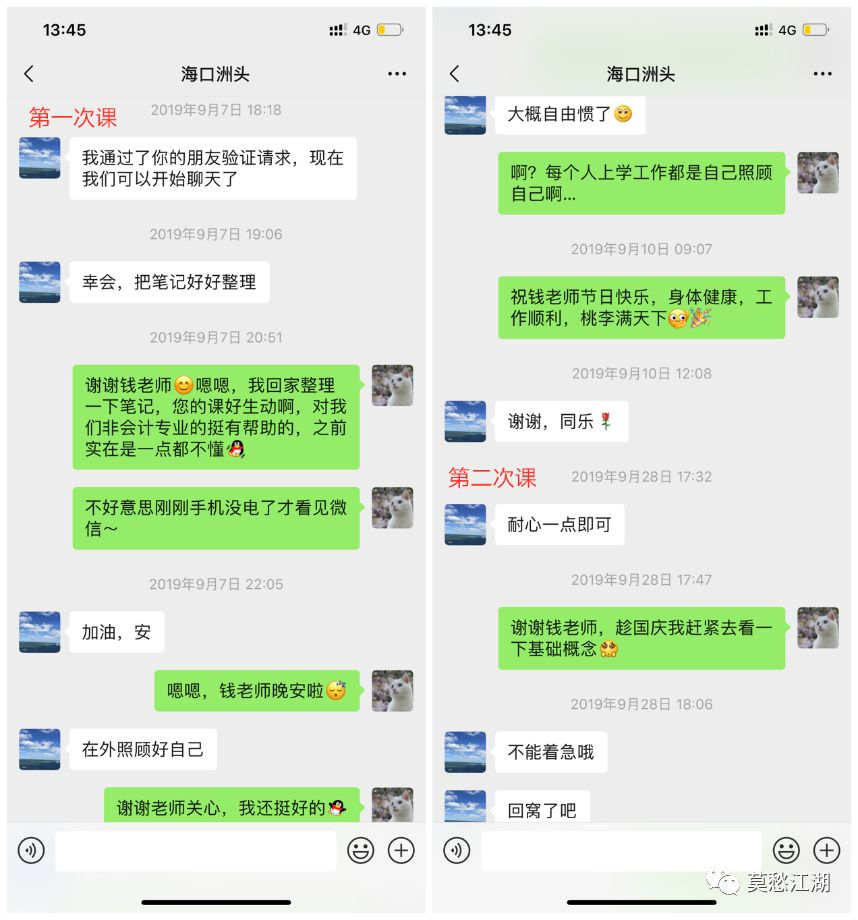 13:45
4G
海口洲头
第一次课
2019年9月7日 18:18
我通过了你的朋友验证请求，现在
我们可以开始聊天了
2019年9月7日 19:06
幸会，把笔记好好整理
2019年9月7日 20:51
谢谢钱老师😊嗯嗯，我回家整理
一下笔记，您的课好生动啊，对我
们非会计专业的挺有帮助的，之前
实在是一点都不懂🐧
不好意思刚刚手机没电了才看见微
信～
2019年9月7日 22:05
加油，安
嗯嗯，钱老师晚安啦😴
在外照顾好自己
谢谢老师关心，我还挺好的🐧
13:45
4G
海口洲头
大概自由惯了🙂
啊？每个人上学工作都是自己照顾
自己啊...
2019年9月10日 09:07
祝钱老师节日快乐，身体健康，工
作顺利，桃李满天下🙂🎉
2019年9月10日 12:08
谢谢，同乐🌹
第二次课
2019年9月28日 17:32
耐心一点即可
2019年9月28日 17:47
谢谢钱老师，趁国庆我赶紧去看一
下基础概念🥺
2019年9月28日 18:06
不能着急哦
回窝了吧
莫愁江湖